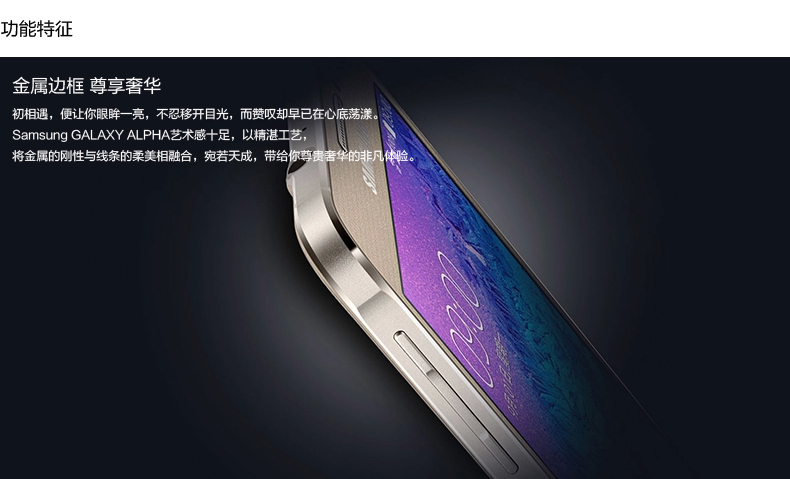 功能特征
金属边框 尊享奢华
初相遇，便让你眼眸一亮，不忍移开目光，而赞叹却早已在心底荡漾。
Samsung GALAXY ALPHA艺术感十足，以精湛工艺，
将金属的刚性与线条的柔美相融合，宛若天成，带给你尊贵奢华的非凡体验。
09:00